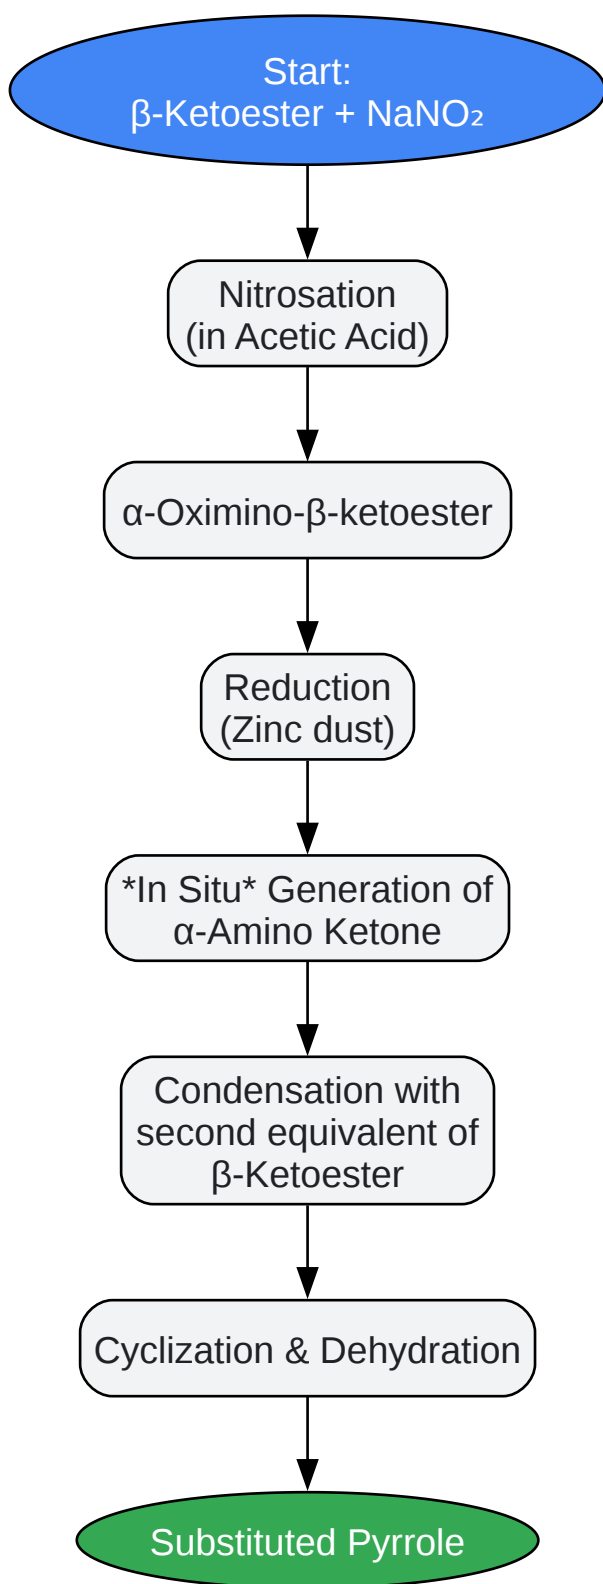 Start:
β-Ketoester + NaNO₂
Nitrosation
(in Acetic Acid)
α-Oximino-β-ketoester
Reduction
(Zinc dust)
*In Situ* Generation of
α-Amino Ketone
Condensation with
second equivalent of
β-Ketoester
Cyclization & Dehydration
Substituted Pyrrole